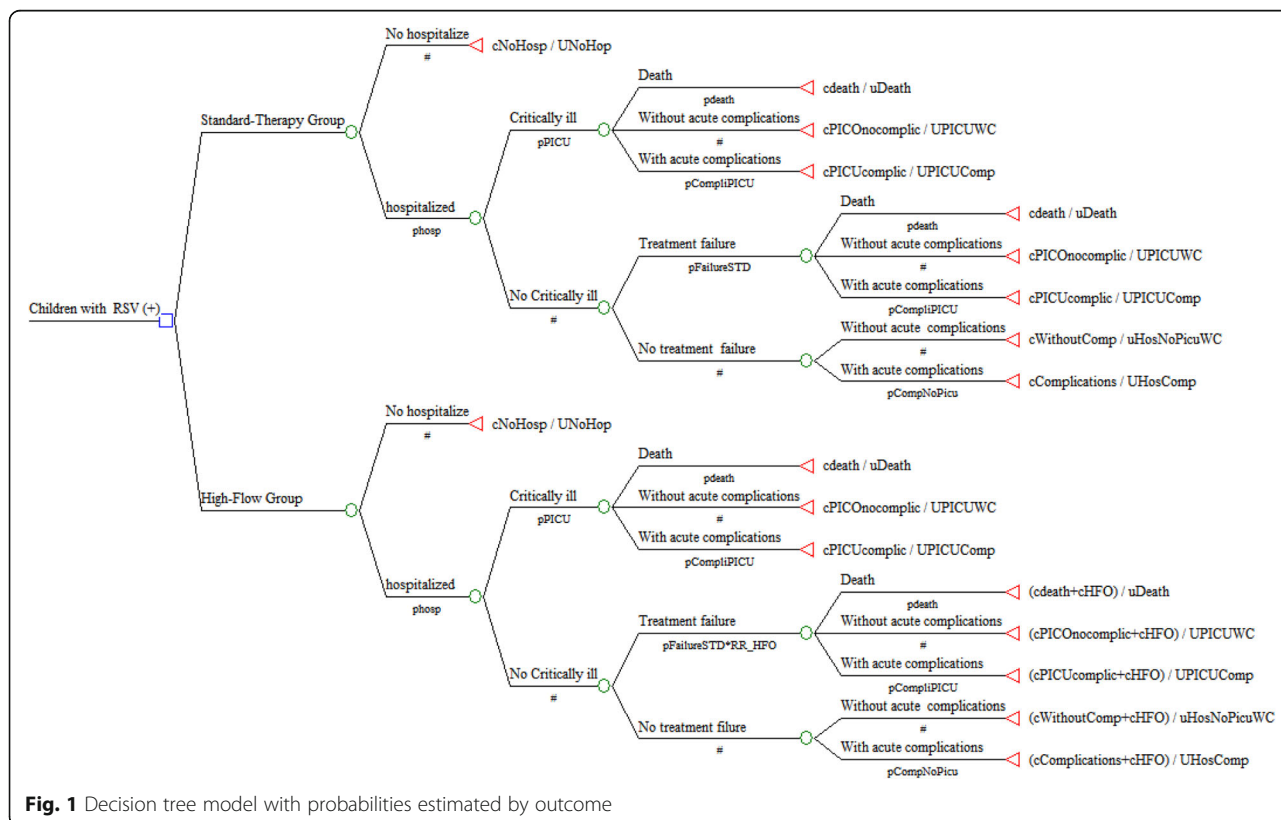 No hospitalize
#
cNoHosp / UNoHop
Standard-Therapy Group
Death
pdeath
cdeath / uDeath
Critically ill
pPICU
Without acute complications
#
cPICOnocomplic / UPICUWC
With acute complications
pCompliPICU
cPICUcomplic / UPICUComp
hospitalized
phosp
Death
pdeath
cdeath / uDeath
Treatment failure
pFailureSTD
Without acute complications
#
cPICOnocomplic / UPICUWC
With acute complications
pCompliPICU
cPICUcomplic / UPICUComp
No Critically ill
#
Without acute complications
#
cWithoutComp / uHosNoPicuWC
No treatment failure
#
With acute complications
pCompNoPicu
cComplications / UHosComp
Children with RSV (+)
No hospitalize
#
cNoHosp / UNoHop
High-Flow Group
Death
pdeath
cdeath / uDeath
Critically ill
pPICU
Without acute complications
#
cPICOnocomplic / UPICUWC
With acute complications
pCompliPICU
cPICUcomplic / UPICUComp
hospitalized
phosp
Death
pdeath
(cdeath+cHFO) / uDeath
Treatment failure
pFailureSTD*RR_HFO
Without acute complications
#
(cPICOnocomplic+cHFO) / UPICUWC
With acute complications
pCompliPICU
(cPICUcomplic+cHFO) / UPICUComp
No Critically ill
#
Without acute complications
#
(cWithoutComp+cHFO) / uHosNoPicuWC
No treatment filure
#
With acute complications
pCompNoPicu
(cComplications+cHFO) / UHosComp
Fig. 1 Decision tree model with probabilities estimated by outcome